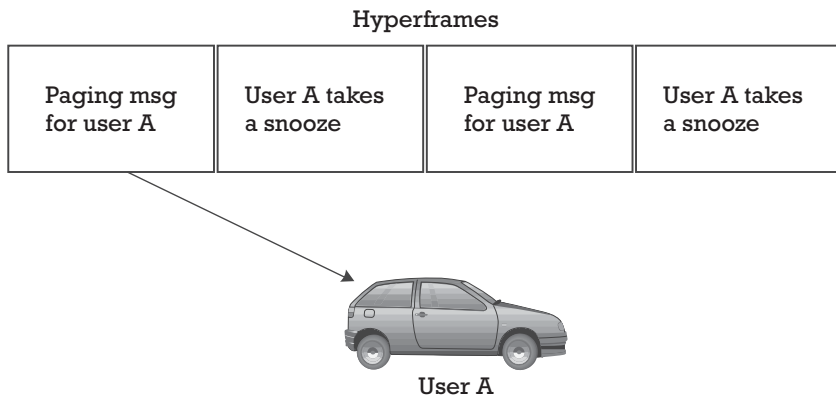 Hyperframes
Paging msg
for user A
User A takes
a snooze
Paging msg
for user A
User A takes
a snooze
User A